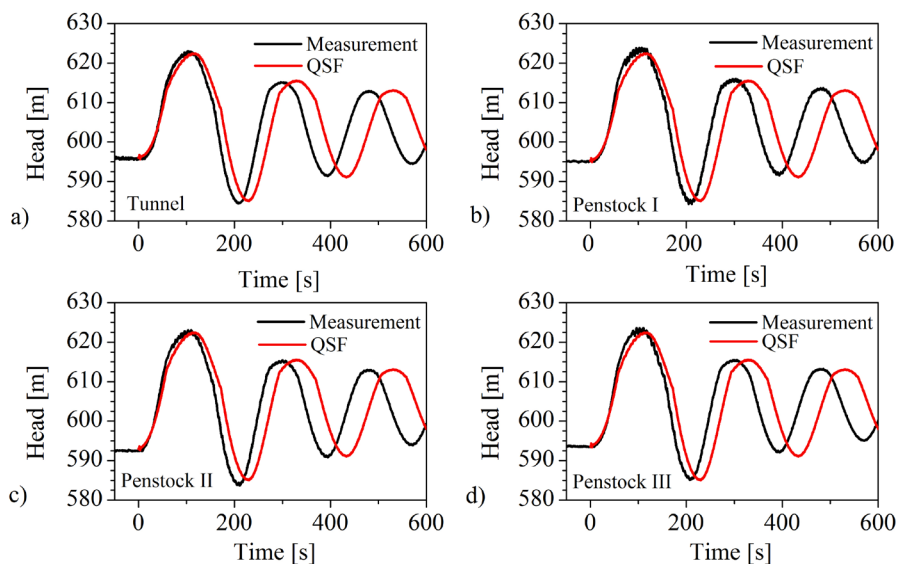 630
620
610
600
590
580
Head [m]
Measurement
QSF
Tunnel
a)
0 200 400 600
Time [s]
630
620
610
600
590
580
Head [m]
Measurement
QSF
Penstock I
b)
0 200 400 600
Time [s]
630
620
610
600
590
580
Head [m]
Measurement
QSF
Penstock II
c)
0 200 400 600
Time [s]
630
620
610
600
590
580
Head [m]
Measurement
QSF
Penstock III
d)
0 200 400 600
Time [s]